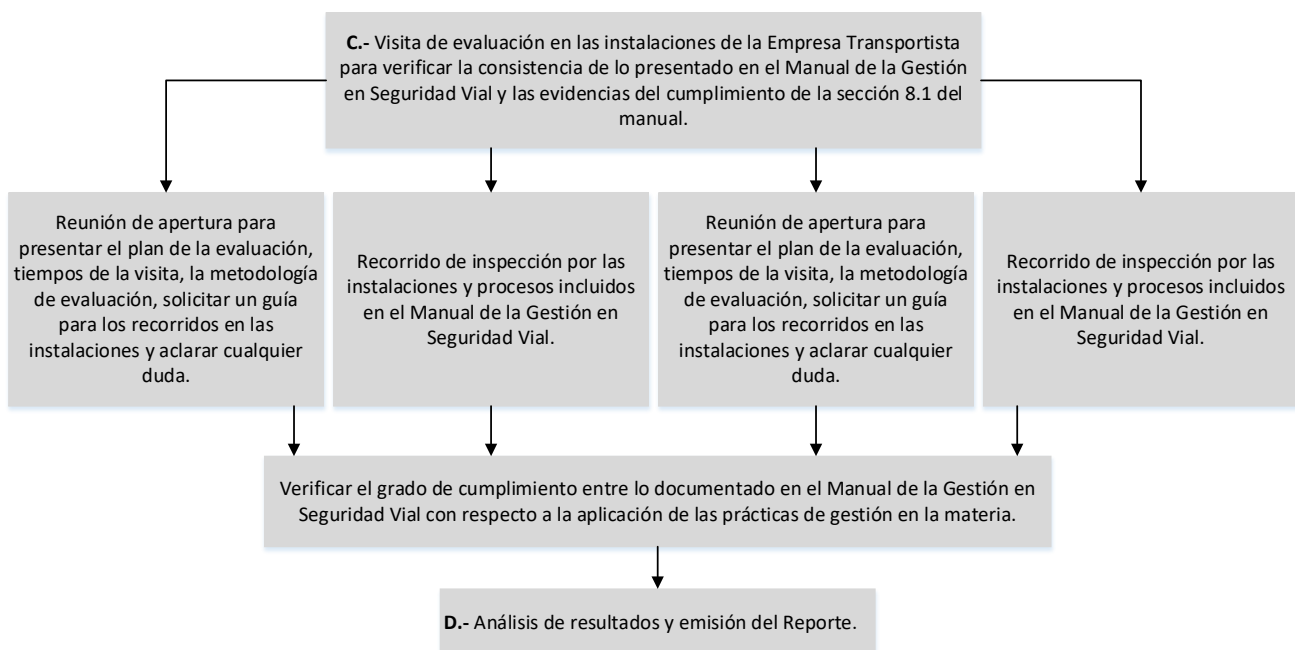 C.- Visita de evaluación en las instalaciones de la Empresa Transportista
para verificar la consistencia de lo presentado en el Manual de la Gestión
en Seguridad Vial y las evidencias del cumplimiento de la sección 8.1 del
manual.
Reunión de apertura para
presentar el plan de la evaluación,
tiempos de la visita, la metodología
de evaluación, solicitar un guía
para los recorridos en las
instalaciones y aclarar cualquier
duda.
Recorrido de inspección por las
instalaciones y procesos incluidos
en el Manual de la Gestión en
Seguridad Vial.
Reunión de apertura para
presentar el plan de la evaluación,
tiempos de la visita, la metodología
de evaluación, solicitar un guía
para los recorridos en las
instalaciones y aclarar cualquier
duda.
Recorrido de inspección por las
instalaciones y procesos incluidos
en el Manual de la Gestión en
Seguridad Vial.
Verificar el grado de cumplimiento entre lo documentado en el Manual de la Gestión en
Seguridad Vial con respecto a la aplicación de las prácticas de gestión en la materia.
D.- Análisis de resultados y emisión del Reporte.